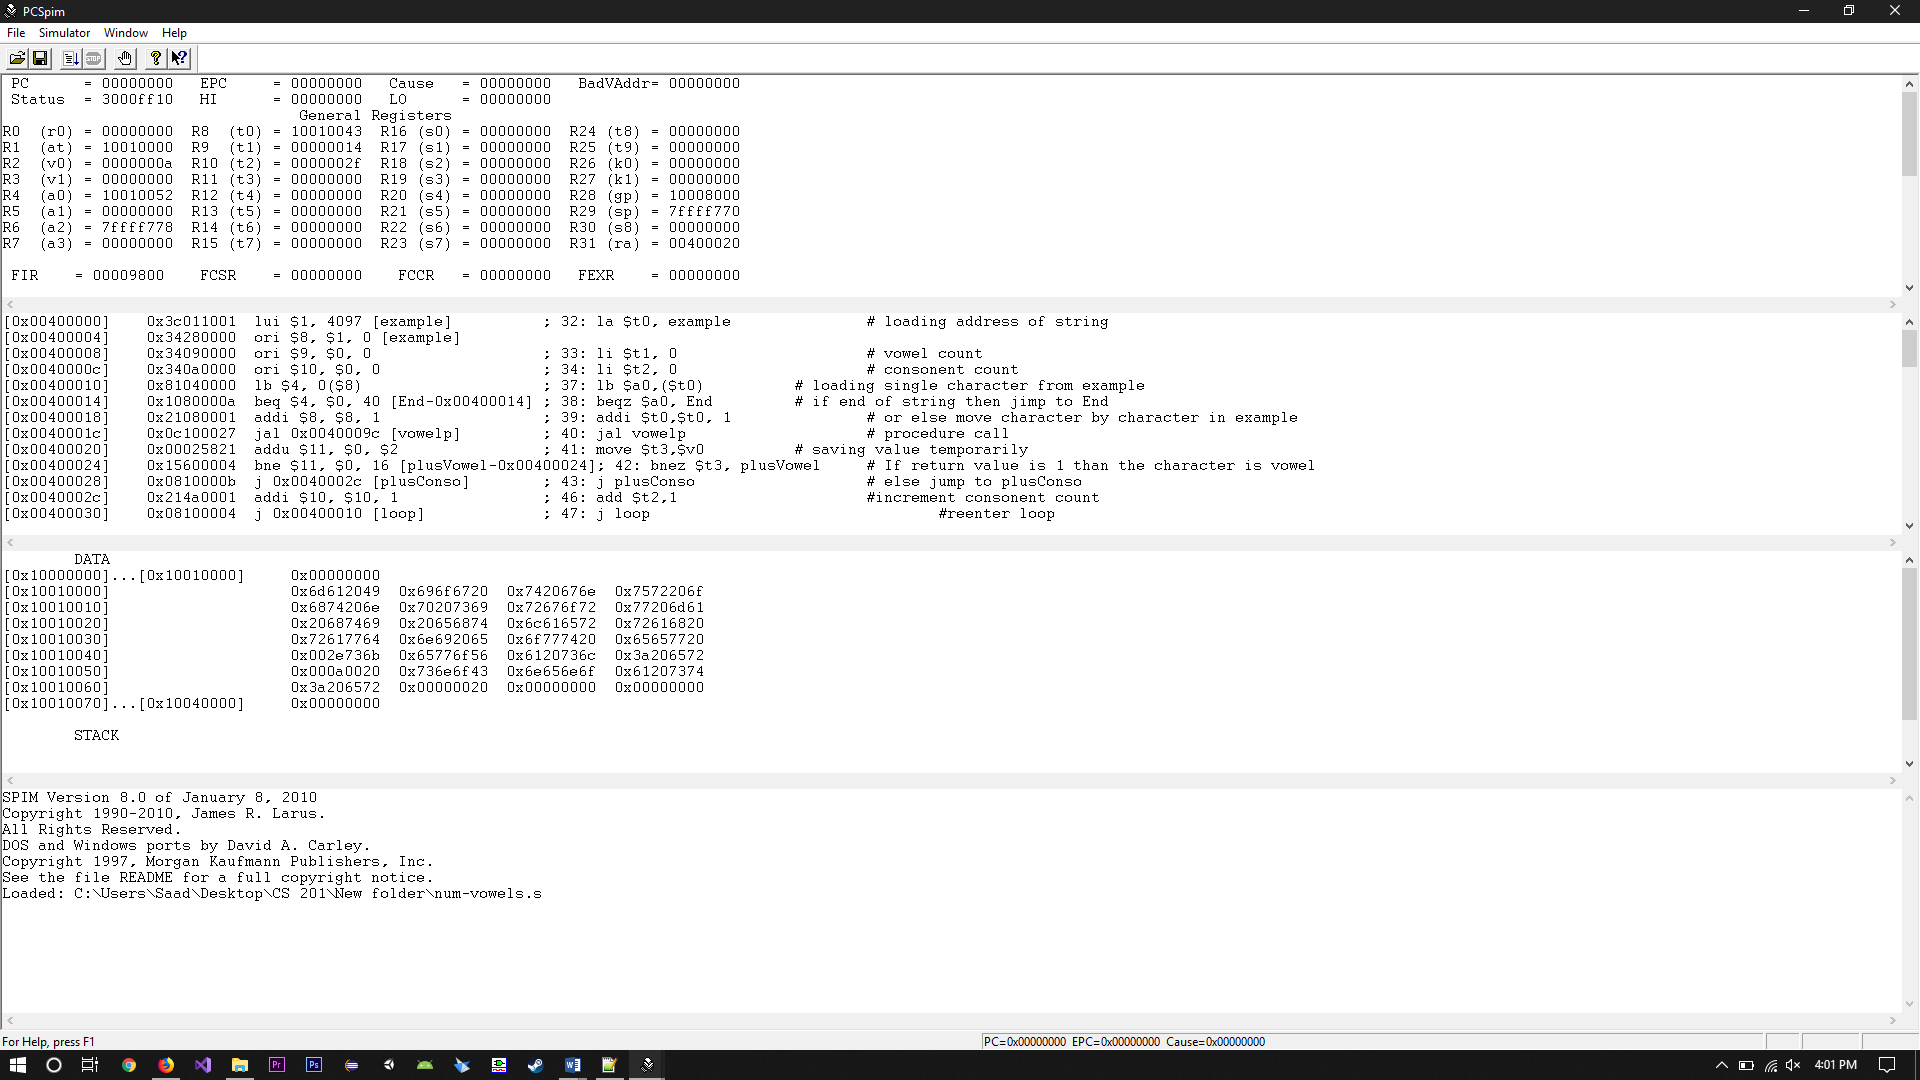 PCSpim
File Simulator Window Help
PC = 00000000 EPC = 00000000 Cause = 00000000 BadVAddr= 00000000
Status = 3000ff10 HI = 00000000 LO = 00000000
General Registers
R0 (r0) = 00000000 R8 (t0) = 10010043 R16 (s0) = 00000000 R24 (t8) = 00000000
R1 (at) = 10010000 R9 (t1) = 00000014 R17 (s1) = 00000000 R25 (t9) = 00000000
R2 (v0) = 0000000a R10 (t2) = 0000002f R18 (s2) = 00000000 R26 (k0) = 00000000
R3 (v1) = 00000000 R11 (t3) = 00000000 R19 (s3) = 00000000 R27 (k1) = 00000000
R4 (a0) = 10010052 R12 (t4) = 00000000 R20 (s4) = 00000000 R28 (gp) = 10008000
R5 (a1) = 00000000 R13 (t5) = 00000000 R21 (s5) = 00000000 R29 (sp) = 7ffff770
R6 (a2) = 7ffff778 R14 (t6) = 00000000 R22 (s6) = 00000000 R30 (s8) = 00000000
R7 (a3) = 00000000 R15 (t7) = 00000000 R23 (s7) = 00000000 R31 (ra) = 00400020
FIR = 00009800 FCSR = 00000000 FCCR = 00000000 FEXR = 00000000
[0x00400000] 0x3c011001 lui $1, 4097 [example] ; 32: la $t0, example # loading address of string
[0x00400004] 0x34280000 ori $8, $1, 0 [example]
[0x00400008] 0x34090000 ori $9, $0, 0 ; 33: li $t1, 0 # vowel count
[0x0040000c] 0x340a0000 ori $10, $0, 0 ; 34: li $t2, 0 # consonent count
[0x00400010] 0x81040000 lb $4, 0($8) ; 37: lb $a0,($t0) # loading single character from example
[0x00400014] 0x1080000a beq $4, $0, 40 [End-0x00400014] ; 38: beqz $a0, End # if end of string then jimp to End
[0x00400018] 0x21080001 addi $8, $8, 1 ; 39: addi $t0,$t0, 1 # or else move character by character in example
[0x0040001c] 0x0c100027 jal 0x0040009c [vowelp] ; 40: jal vowelp # procedure call
[0x00400020] 0x00025821 addu $11, $0, $2 ; 41: move $t3,$v0 # saving value temporarily
[0x00400024] 0x15600004 bne $11, $0, 16 [plusVowel-0x00400024]; 42: bnez $t3, plusVowel # If return value is 1 than the character is vowel
[0x00400028] 0x0810000b j 0x0040002c [plusConso] ; 43: j plusConso # else jump to plusConso
[0x0040002c] 0x214a0001 addi $10, $10, 1 ; 46: add $t2,1 #increment consonent count
[0x00400030] 0x08100004 j 0x00400010 [loop] ; 47: j loop #reenter loop
DATA
[0x10000000]...[0x10010000] 0x00000000
[0x10010000] 0x6d612049 0x696f6720 0x7420676e 0x7572206f
[0x10010010] 0x6874206e 0x70207369 0x72676f72 0x77206d61
[0x10010020] 0x20687469 0x20656874 0x6c616572 0x72616820
[0x10010030] 0x72617764 0x6e692065 0x6f777420 0x65657720
[0x10010040] 0x002e736b 0x65776f56 0x6120736c 0x3a206572
[0x10010050] 0x000a0020 0x736e6f43 0x6e656e6f 0x61207374
[0x10010060] 0x3a206572 0x00000020 0x00000000 0x00000000
[0x10010070]...[0x10040000] 0x00000000
STACK
SPIM Version 8.0 of January 8, 2010
Copyright 1990-2010, James R. Larus.
All Rights Reserved.
DOS and Windows ports by David A. Carley.
Copyright 1997, Morgan Kaufmann Publishers, Inc.
See the file README for a full copyright notice.
Loaded: C:\Users\Saad\Desktop\CS 201\New folder\num-vowels.s
For Help, press F1
PC=0x00000000 EPC=0x00000000 Cause=0x00000000
4:01 PM